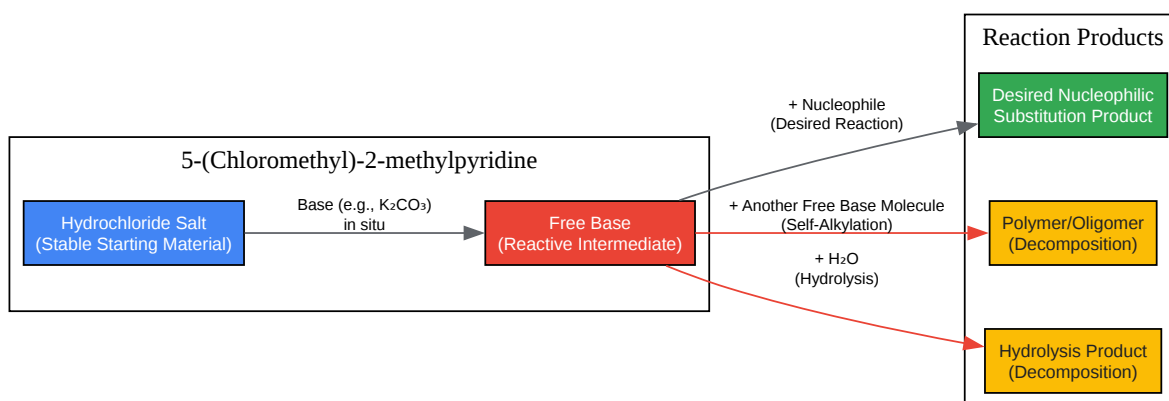 Reaction Products
Desired Nucleophilic
Substitution Product
+ Nucleophile
(Desired Reaction)
5-(Chloromethyl)-2-methylpyridine
Hydrochloride Salt
(Stable Starting Material)
Base (e.g., K₂CO₃)
in situ
Free Base
(Reactive Intermediate)
+ Another Free Base Molecule
(Self-Alkylation)
Polymer/Oligomer
(Decomposition)
+ H₂O
(Hydrolysis)
Hydrolysis Product
(Decomposition)